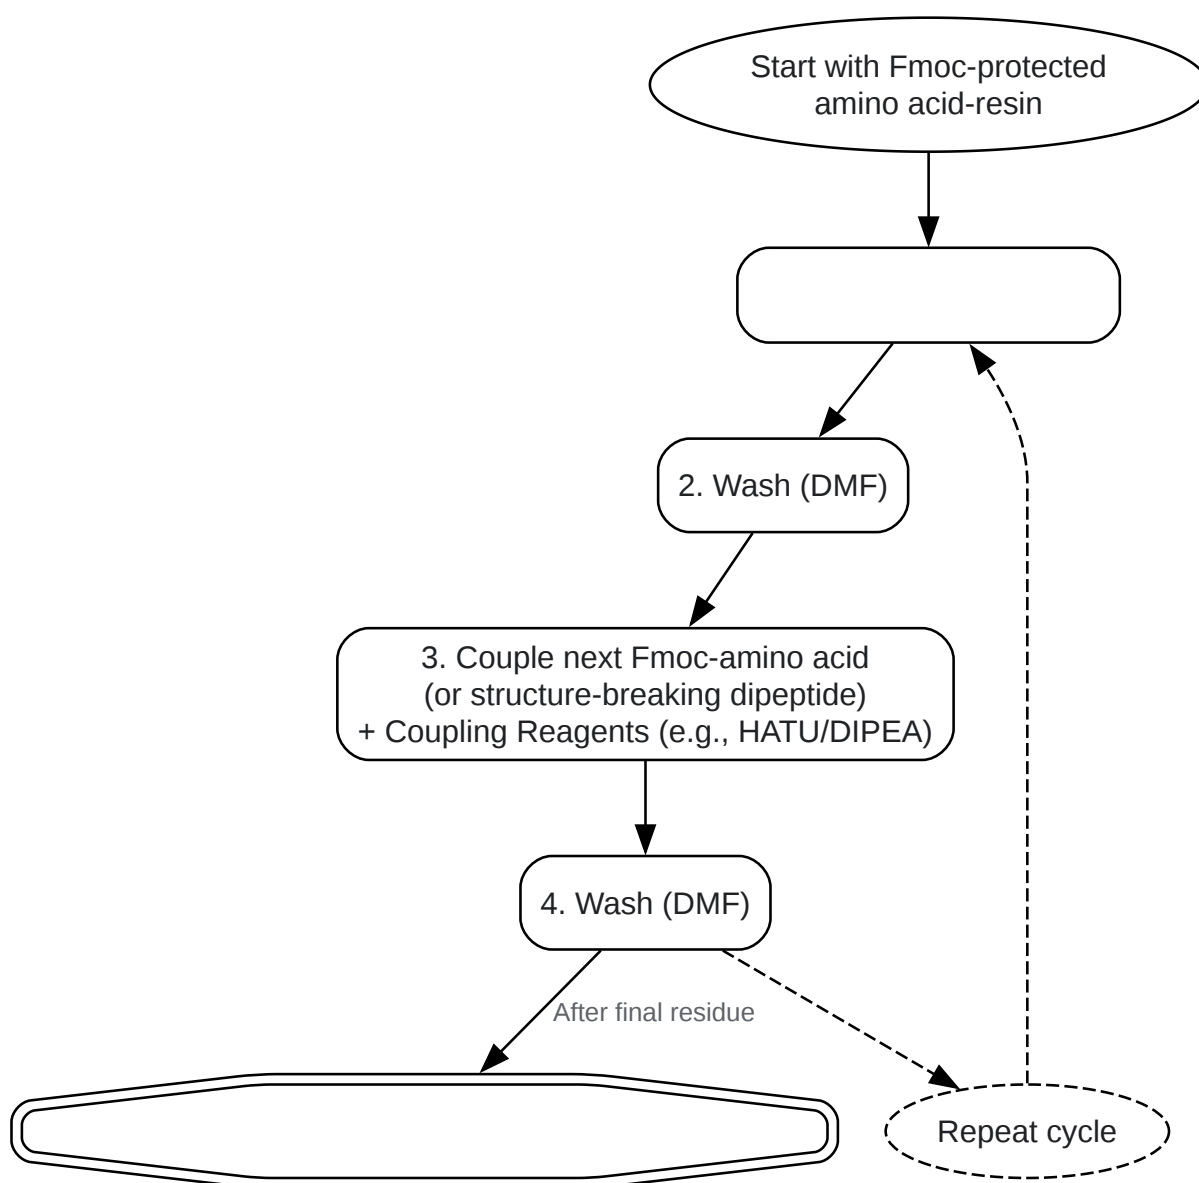 Start with Fmoc-protected
amino acid-resin
2. Wash (DMF)
3. Couple next Fmoc-amino acid
(or structure-breaking dipeptide)
+ Coupling Reagents (e.g., HATU/DIPEA)
4. Wash (DMF)
After final residue
Repeat cycle